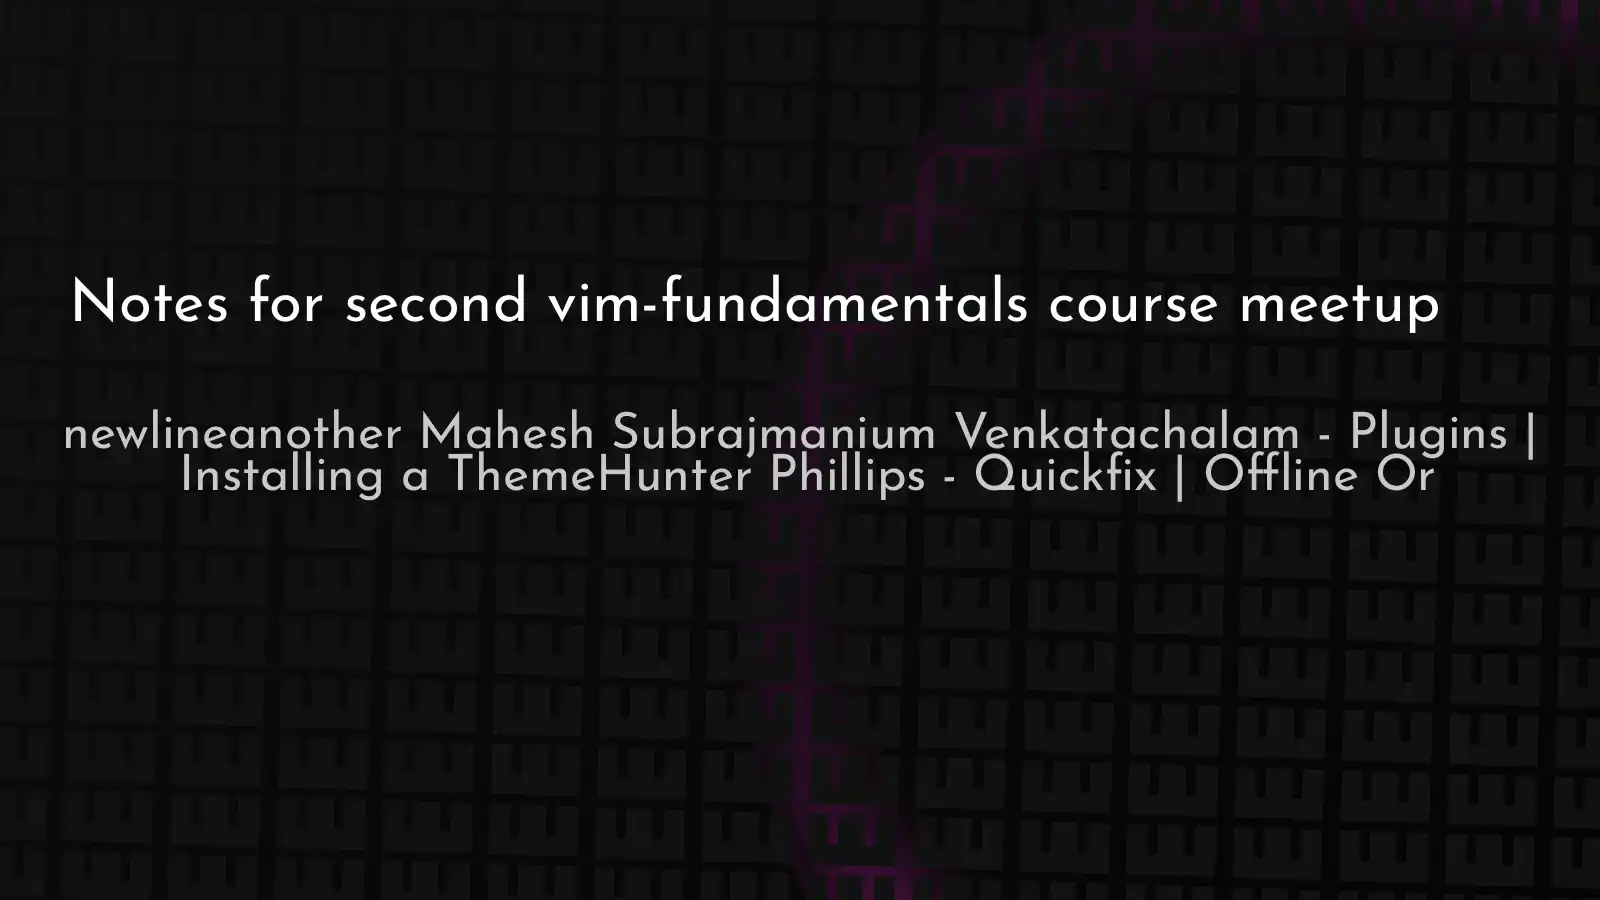 Notes for second vim-fundamentals course meetup
newlineanother Mahesh Subrajmanium Venkatachalam - Plugins |
Installing a ThemeHunter Phillips - Quickfix | Offline Or